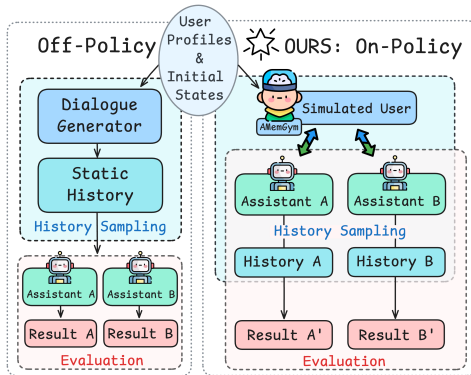 User
Profiles
&
Initial
States
Off-Policy
Dialogue
Generator
Static
History
History Sampling
Assistant A
Assistant B
Result A
Result B
Evaluation
OURS: On-Policy
Simulated User
AMemGym
Assistant A
Assistant B
History Sampling
History A
History B
Result A'
Result B'
Evaluation